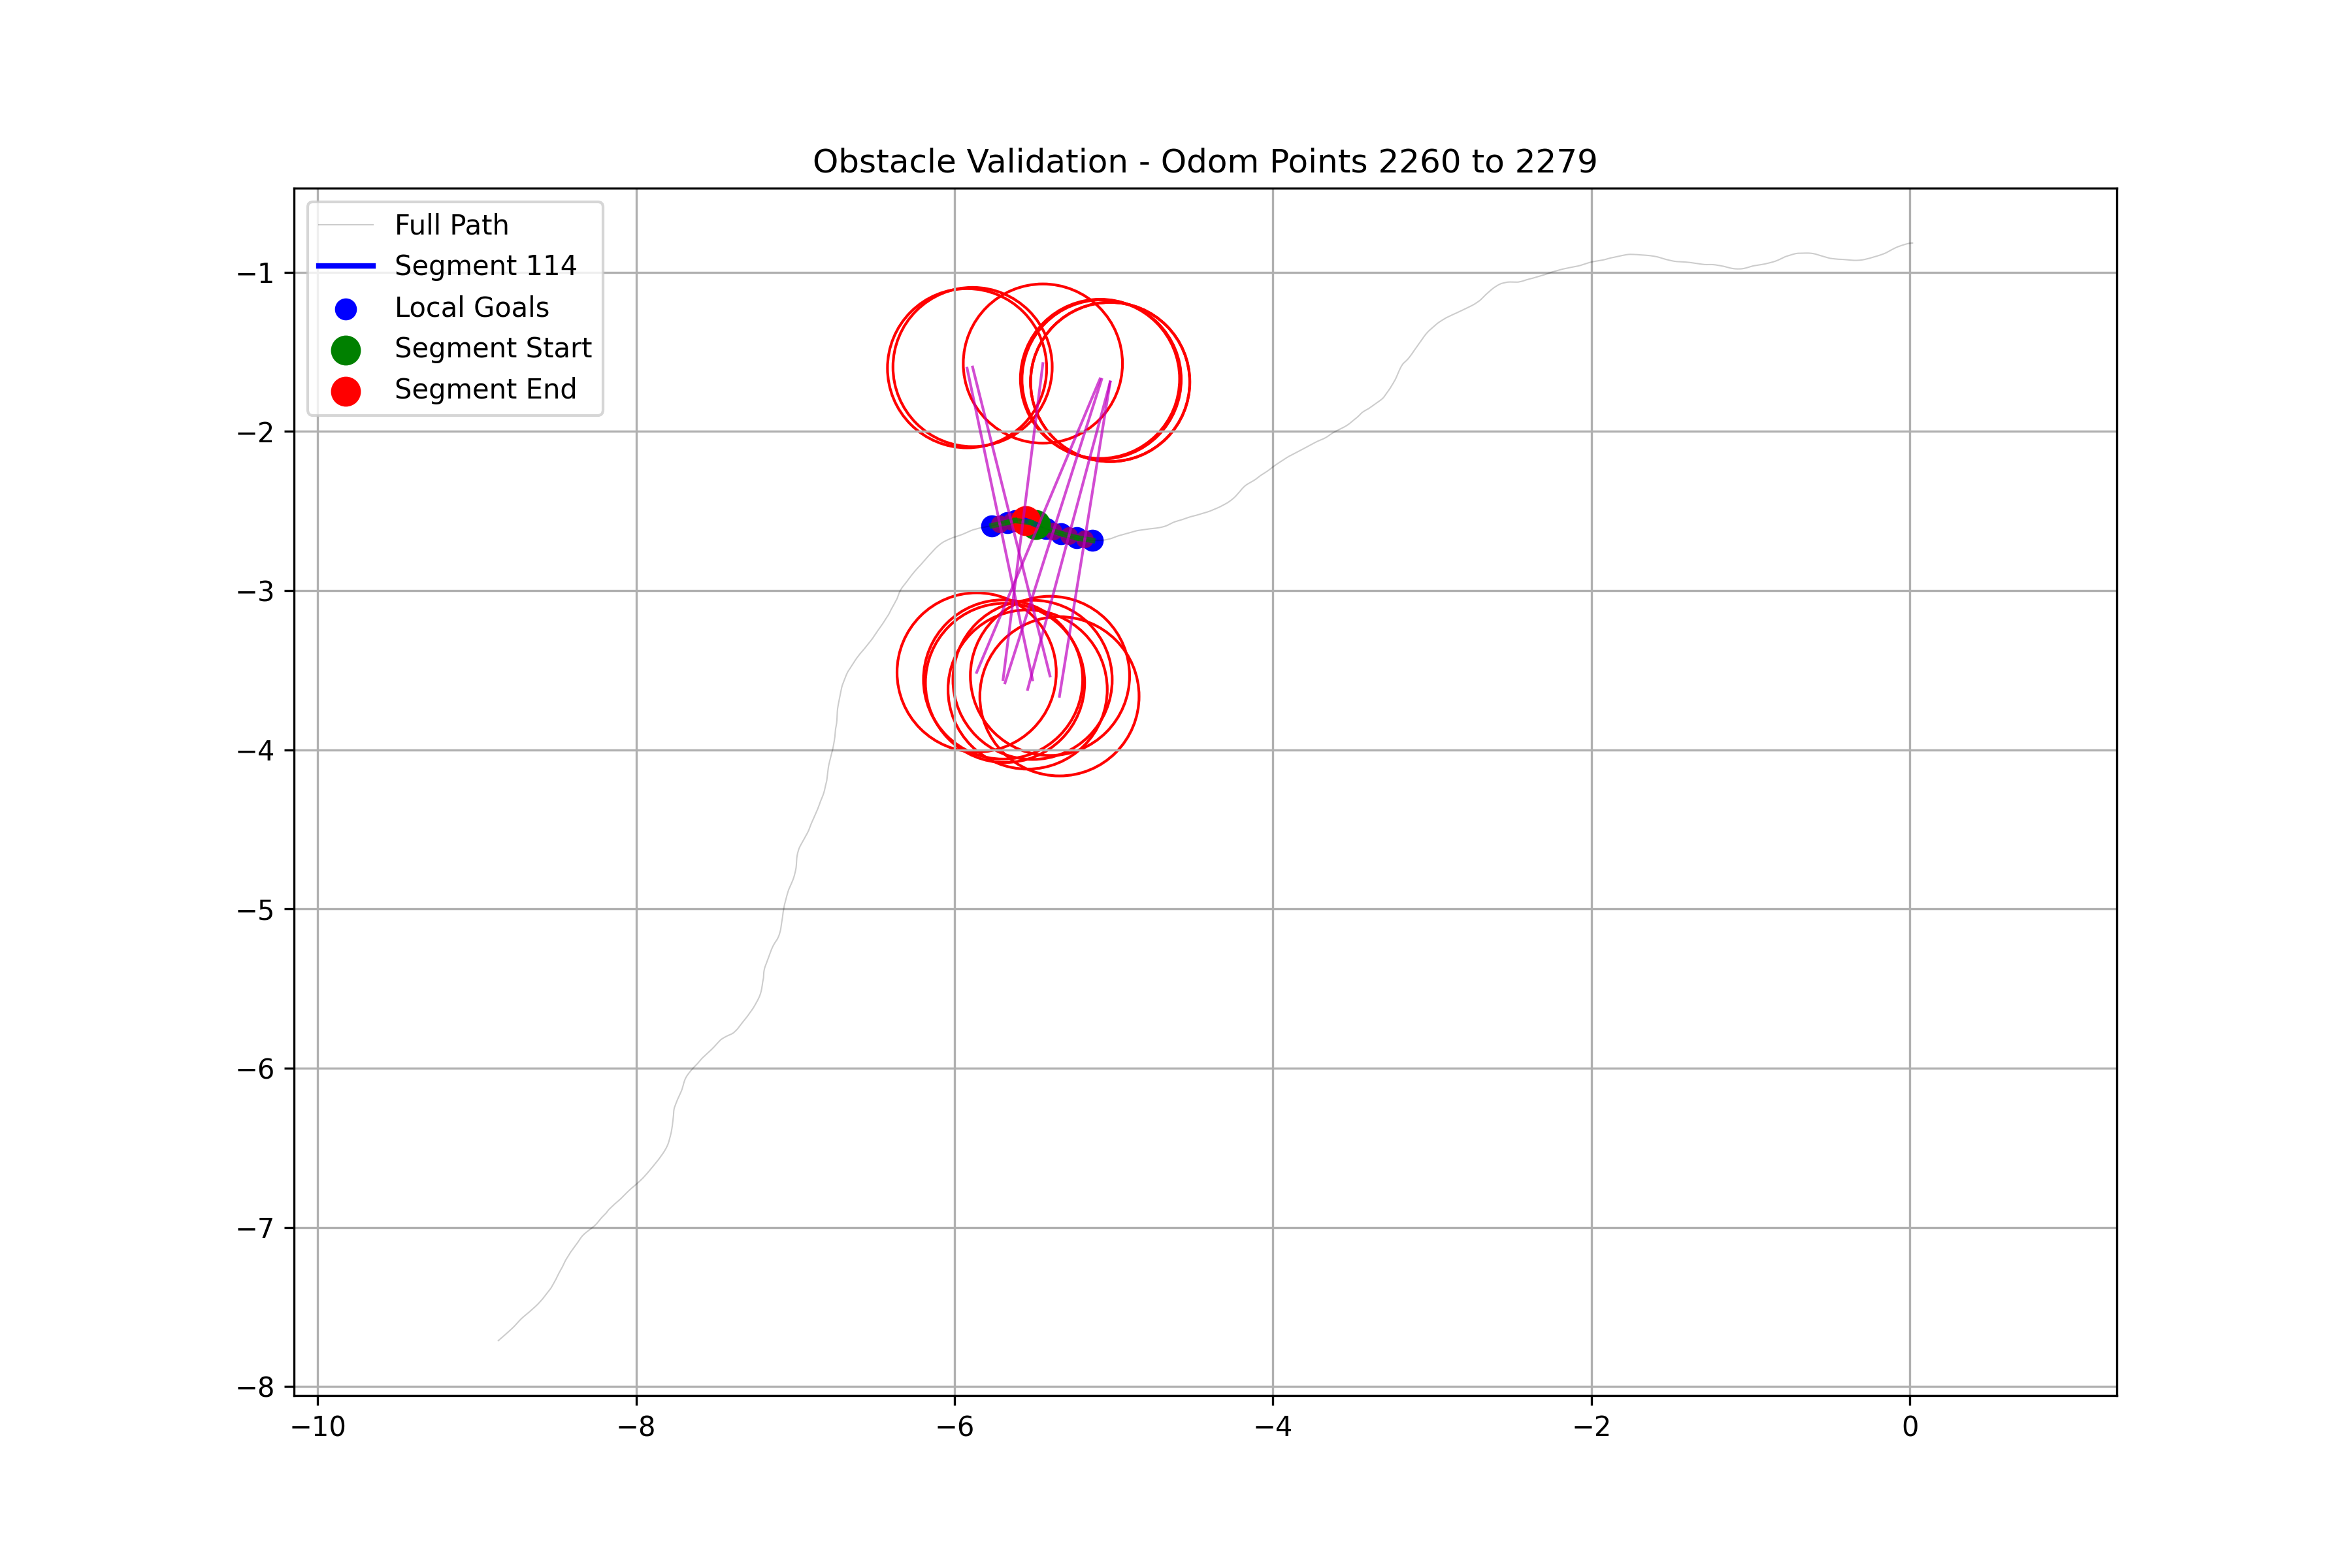 Obstacle Validation - Odom Points 2260 to 2279
Full Path
Segment 114
Local Goals
Segment Start
Segment End
−1
−2
−3
−4
−5
−6
−7
−8
−10
−8
−6
−4
−2
0